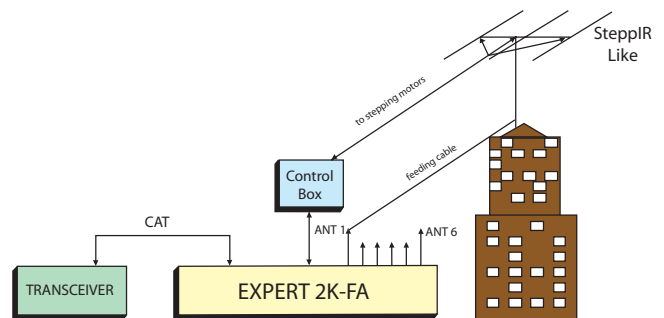 SteppIR
Like
to stepping motors
feeding cable
Control
Box
CAT
ANT 1
ANT 6
TRANSCEIVER
EXPERT 2K-FA